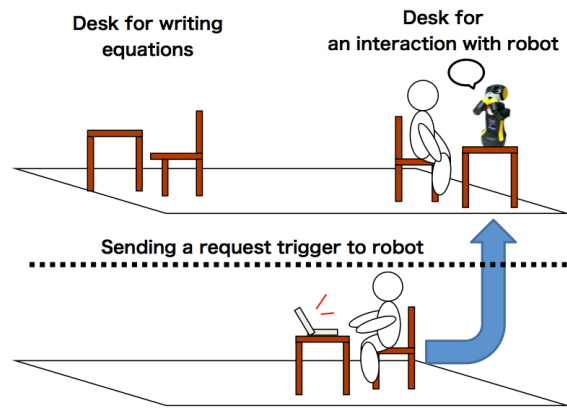 Desk for writing
equations
Desk for
an interaction with robot
Sending a request trigger to robot